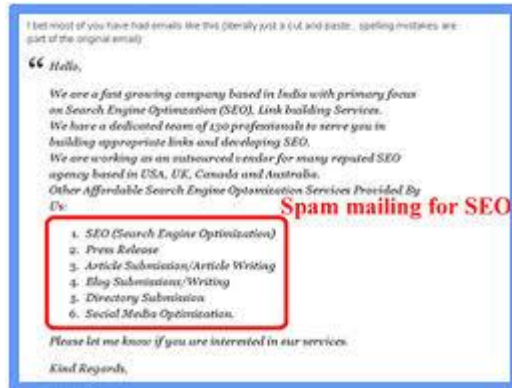 I bet most of you have had emails like this (literally just a cut and paste.. spelling mistakes are
part of the original email)
“ Hello,
We are a fast growing company based in India with primary focus
on Search Engine Optimzation (SEO), Link building Services.
We have a dedicated team of 130 professionals to serve you in
building appropriate links and developing SEO.
We are working as an outsourced vendor for many reputed SEO
agency based in USA, UK, Canada and Australia.
Other Affordable Search Engine Optomization Services Provided By
Us:
Spam mailing for SEO
1. SEO (Search Engine Optimization)
2. Press Release
3. Article Submission/Article Writing
4. Blog Submissions/Writing
5. Directory Submission
6. Social Media Optimization.
Please let me know if you are interested in our services.
Kind Regards,